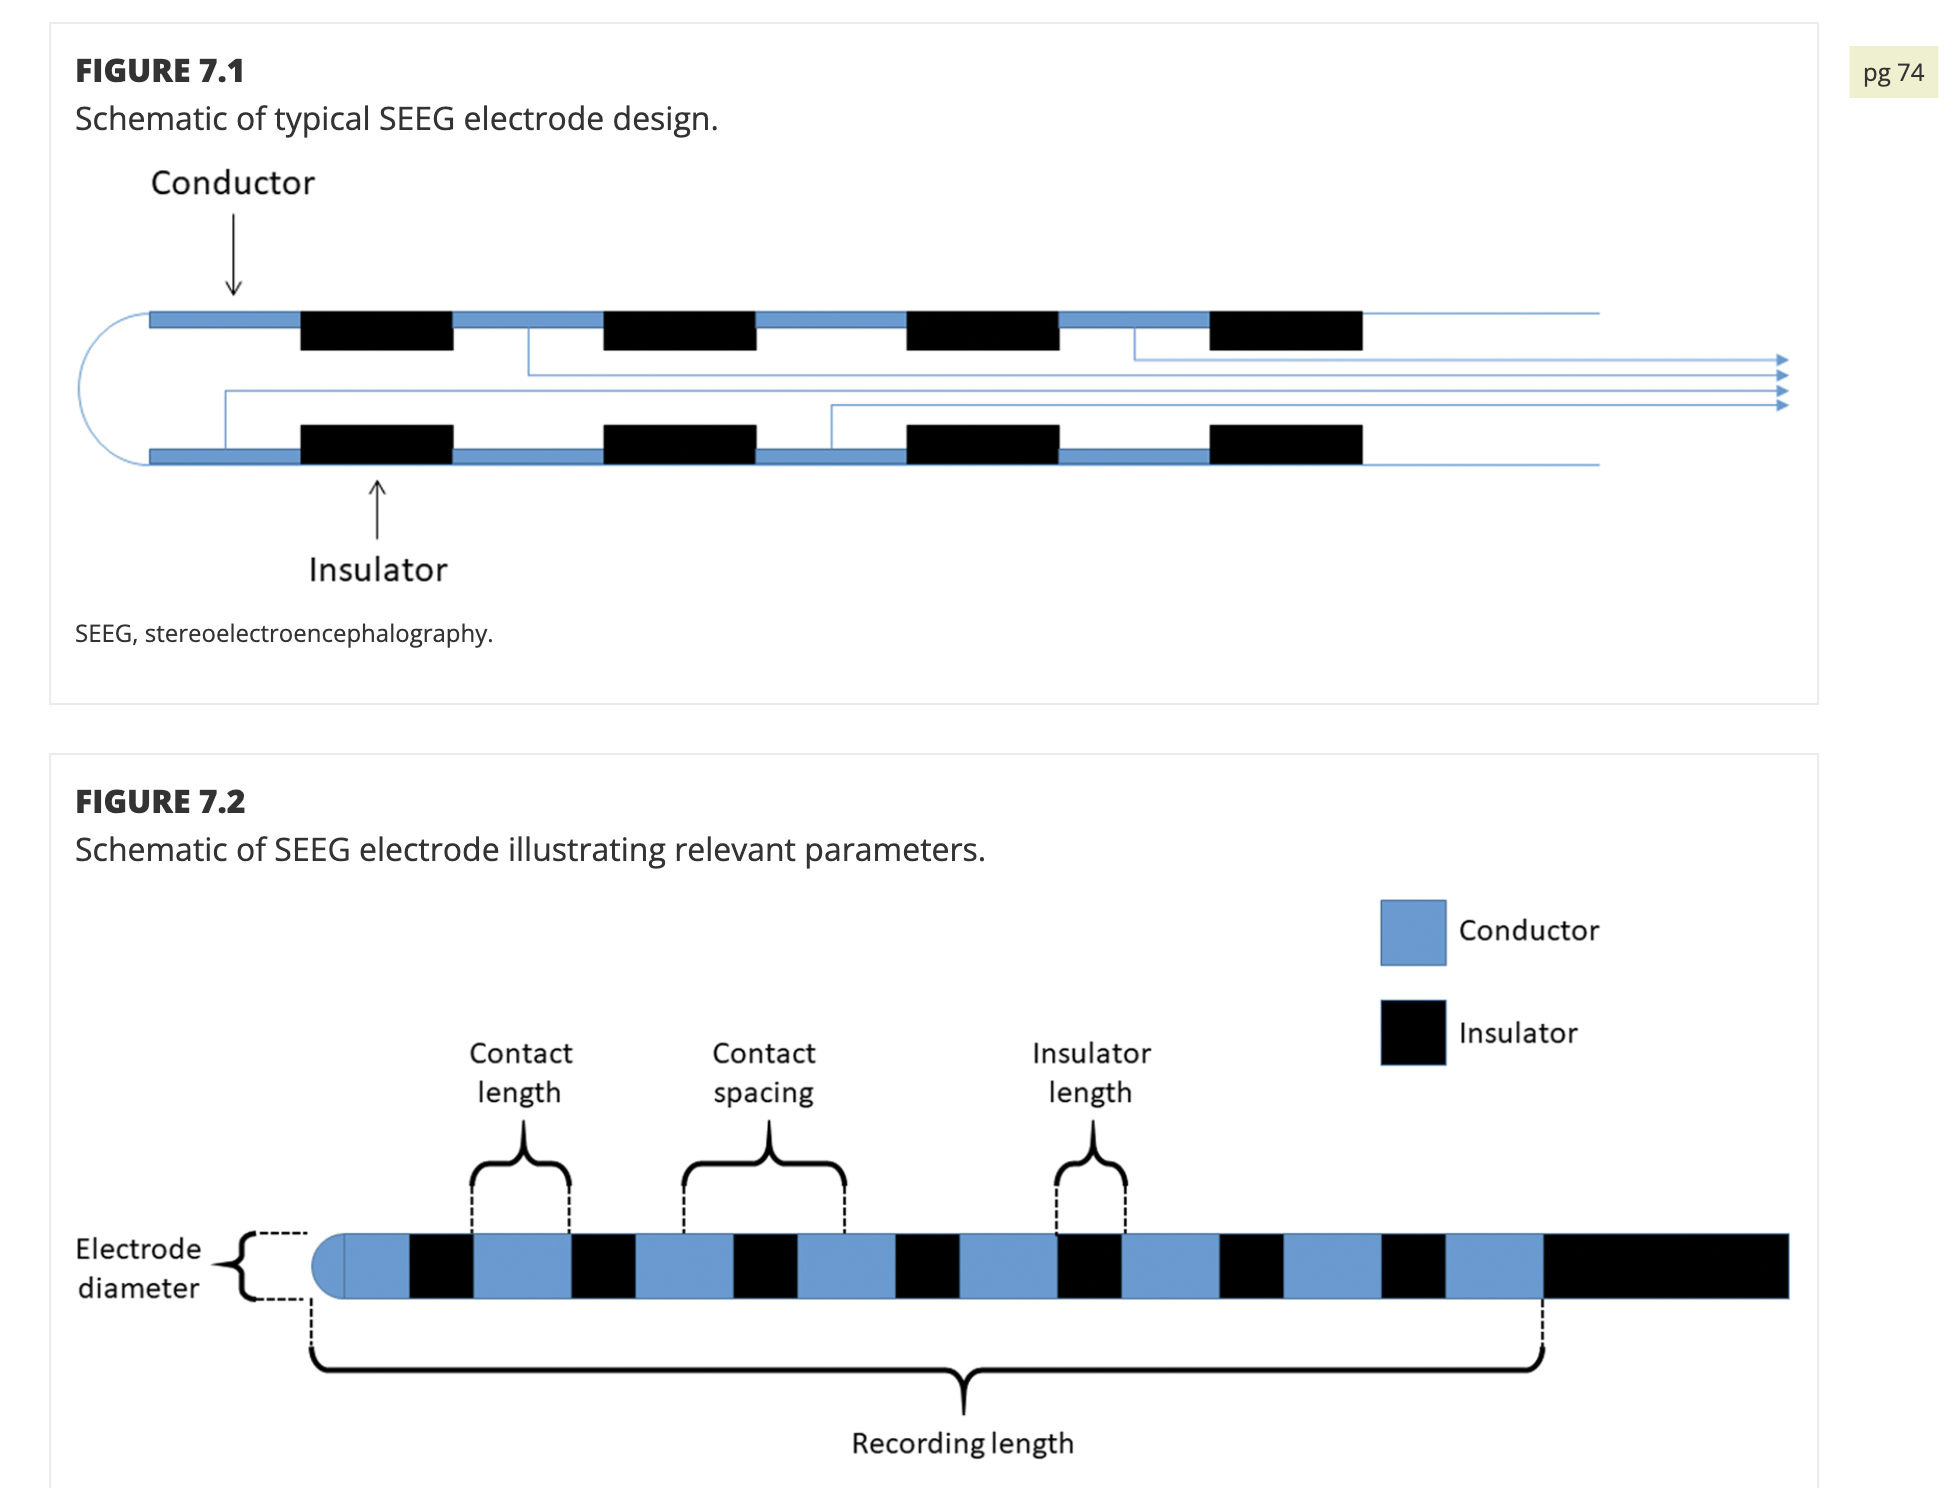 FIGURE 7.1
pg 74
Schematic of typical SEEG electrode design.
Conductor
Insulator
SEEG, stereoelectroencephalography.
FIGURE 7.2
Schematic of SEEG electrode illustrating relevant parameters.
Conductor
Insulator
Contact
length
Contact
spacing
Insulator
length
Electrode
diameter
Recording length